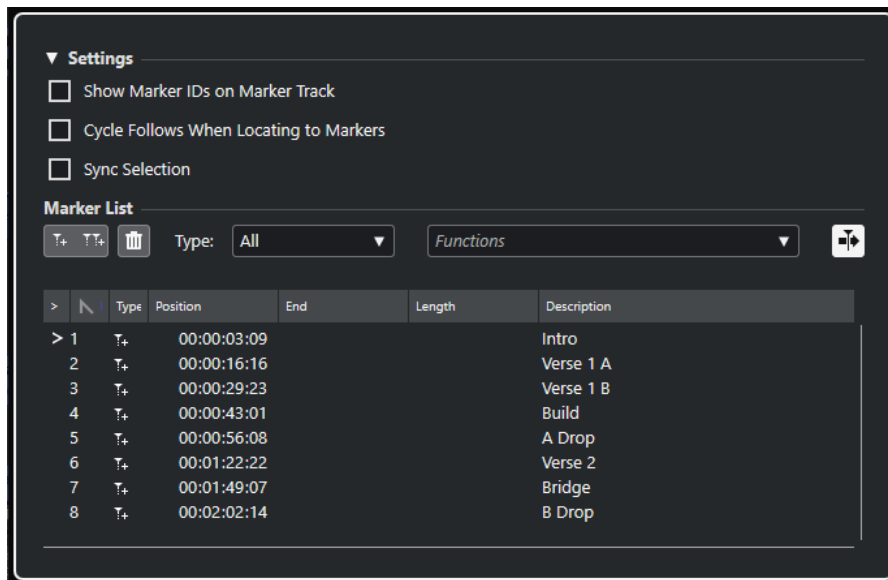 ▼ Settings
Show Marker IDs on Marker Track
Cycle Follows When Locating to Markers
Sync Selection
Marker List
Type: All ▼ Functions ▼
> Type Position End Length Description
> 1 00:00:03:09 Intro
2 00:00:16:16 Verse 1 A
3 00:00:29:23 Verse 1 B
4 00:00:43:01 Build
5 00:00:56:08 A Drop
6 00:01:22:22 Verse 2
7 00:01:49:07 Bridge
8 00:02:02:14 B Drop